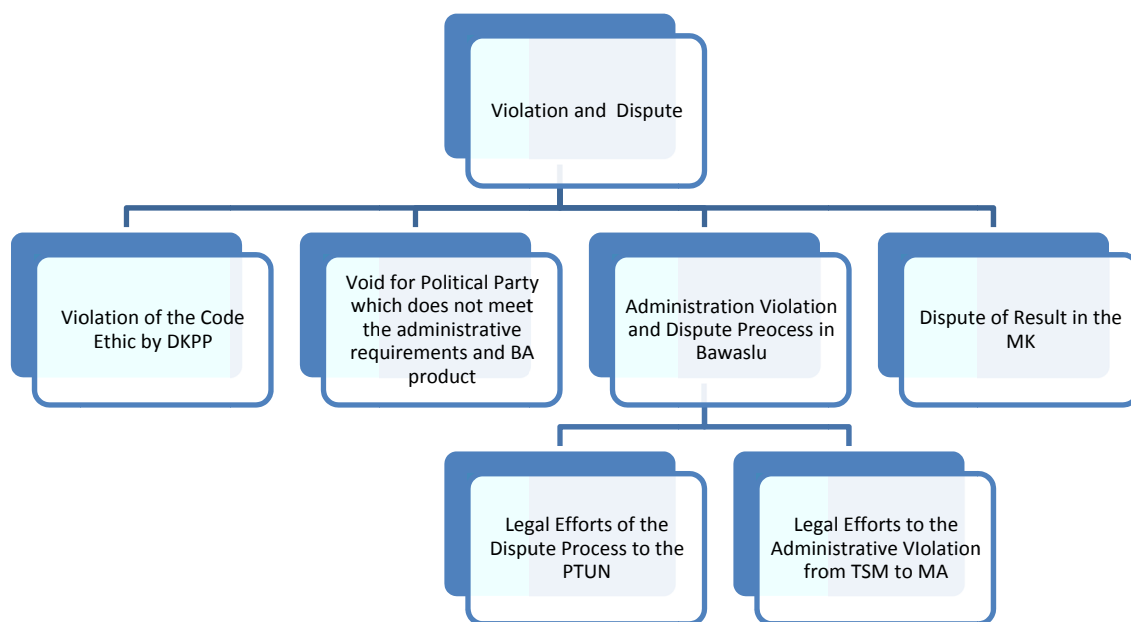 Violation and Dispute
Violation of the Code
Ethic by DKPP
Void for Political Party
which does not meet
the administrative
requirements and BA
product
Administration Violation
and Dispute Preocess in
Bawaslu
Dispute of Result in the
MK
Legal Efforts of the
Dispute Process to the
PTUN
Legal Efforts to the
Administrative VIolation
from TSM to MA